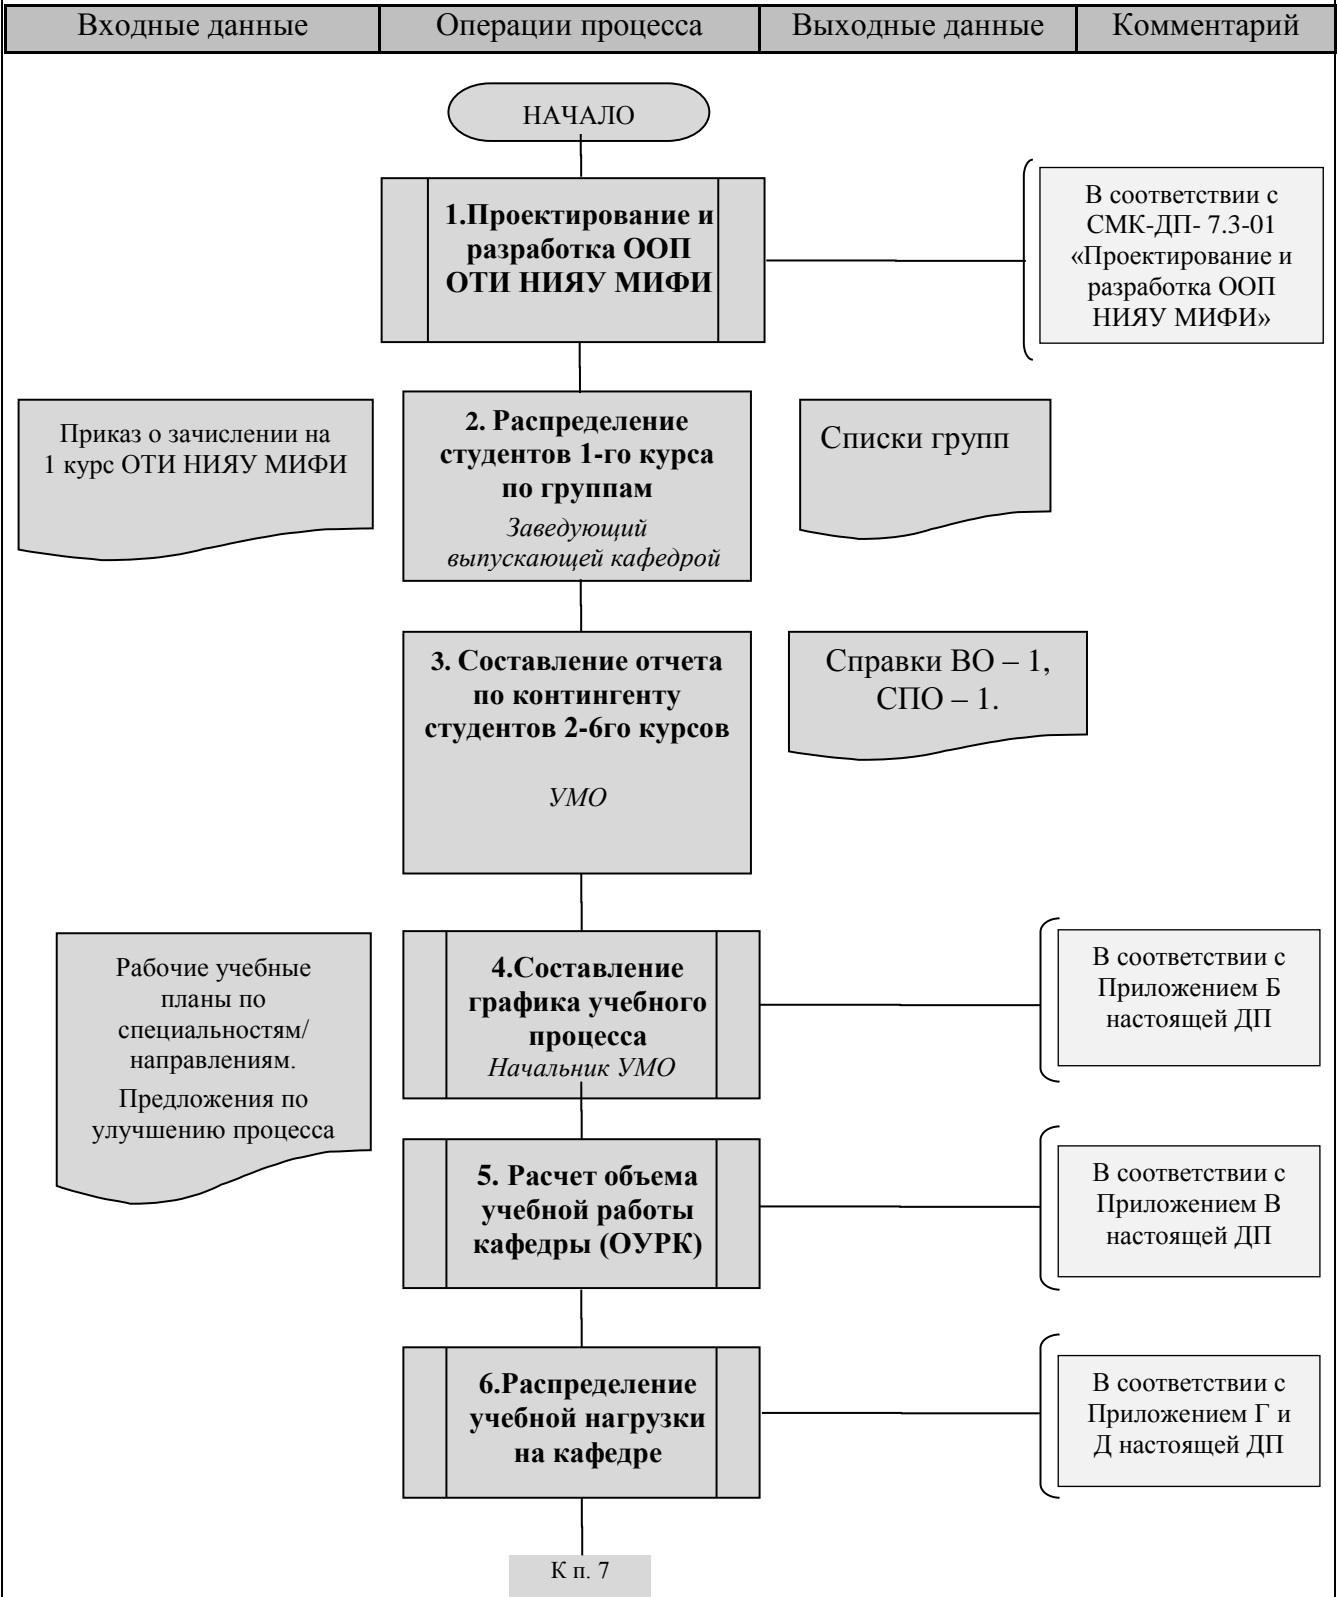 Входные данные
Операции процесса
Выходные данные
Комментарий
НАЧАЛО
1.Проектирование и
разработка ООП
ОТИ НИЯУ МИФИ
В соответствии с
СМК-ДП- 7.3-01
«Проектирование и
разработка ООП
НИЯУ МИФИ»
Приказ о зачислении на
1 курс ОТИ НИЯУ МИФИ
2. Распределение
студентов 1-го курса
по группам
Заведующий
выпускающей кафедрой
Списки групп
3. Составление отчета
по контингенту
студентов 2-6го курсов
УМО
Справки ВО – 1,
СПО – 1.
Рабочие учебные
планы по
специальностям/
направлениям.
Предложения по
улучшению процесса
4.Составление
графика учебного
процесса
Начальник УМО
В соответствии с
Приложением Б
настоящей ДП
5. Расчет объема
учебной работы
кафедры (ОУРК)
В соответствии с
Приложением В
настоящей ДП
6.Распределение
учебной нагрузки
на кафедре
В соответствии с
Приложением Г и
Д настоящей ДП
К п. 7